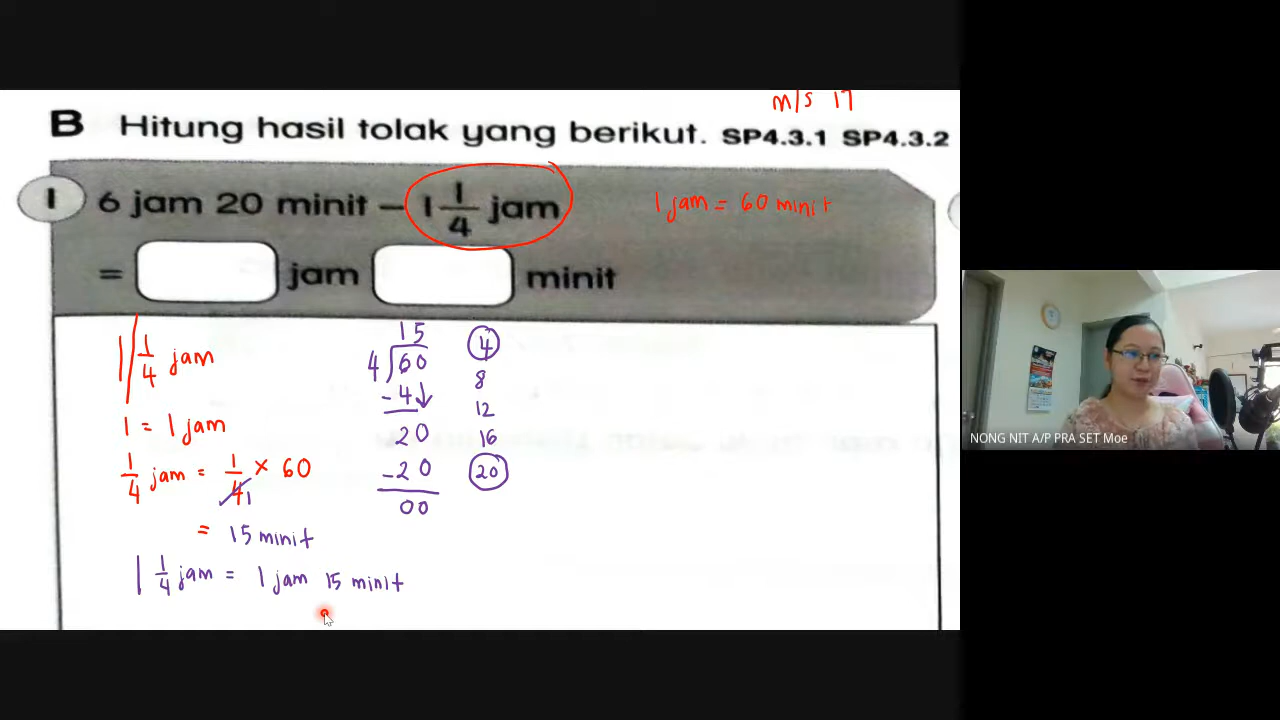 m/s 17
B Hitung hasil tolak yang berikut. SP4.3.1 SP4.3.2
1 6 jam 20 minit – 1 1/4 jam
1 jam = 60 minit
= jam minit
1 1/4 jam
1 = 1 jam
1/4 jam = 1/4 1 × 60
= 15 minit
1 1/4 jam = 1 jam 15 minit
15
4 60
- 4 ↓
20
- 20
00
4
8
12
16
20
NONG NIT A/P PRA SET Moe